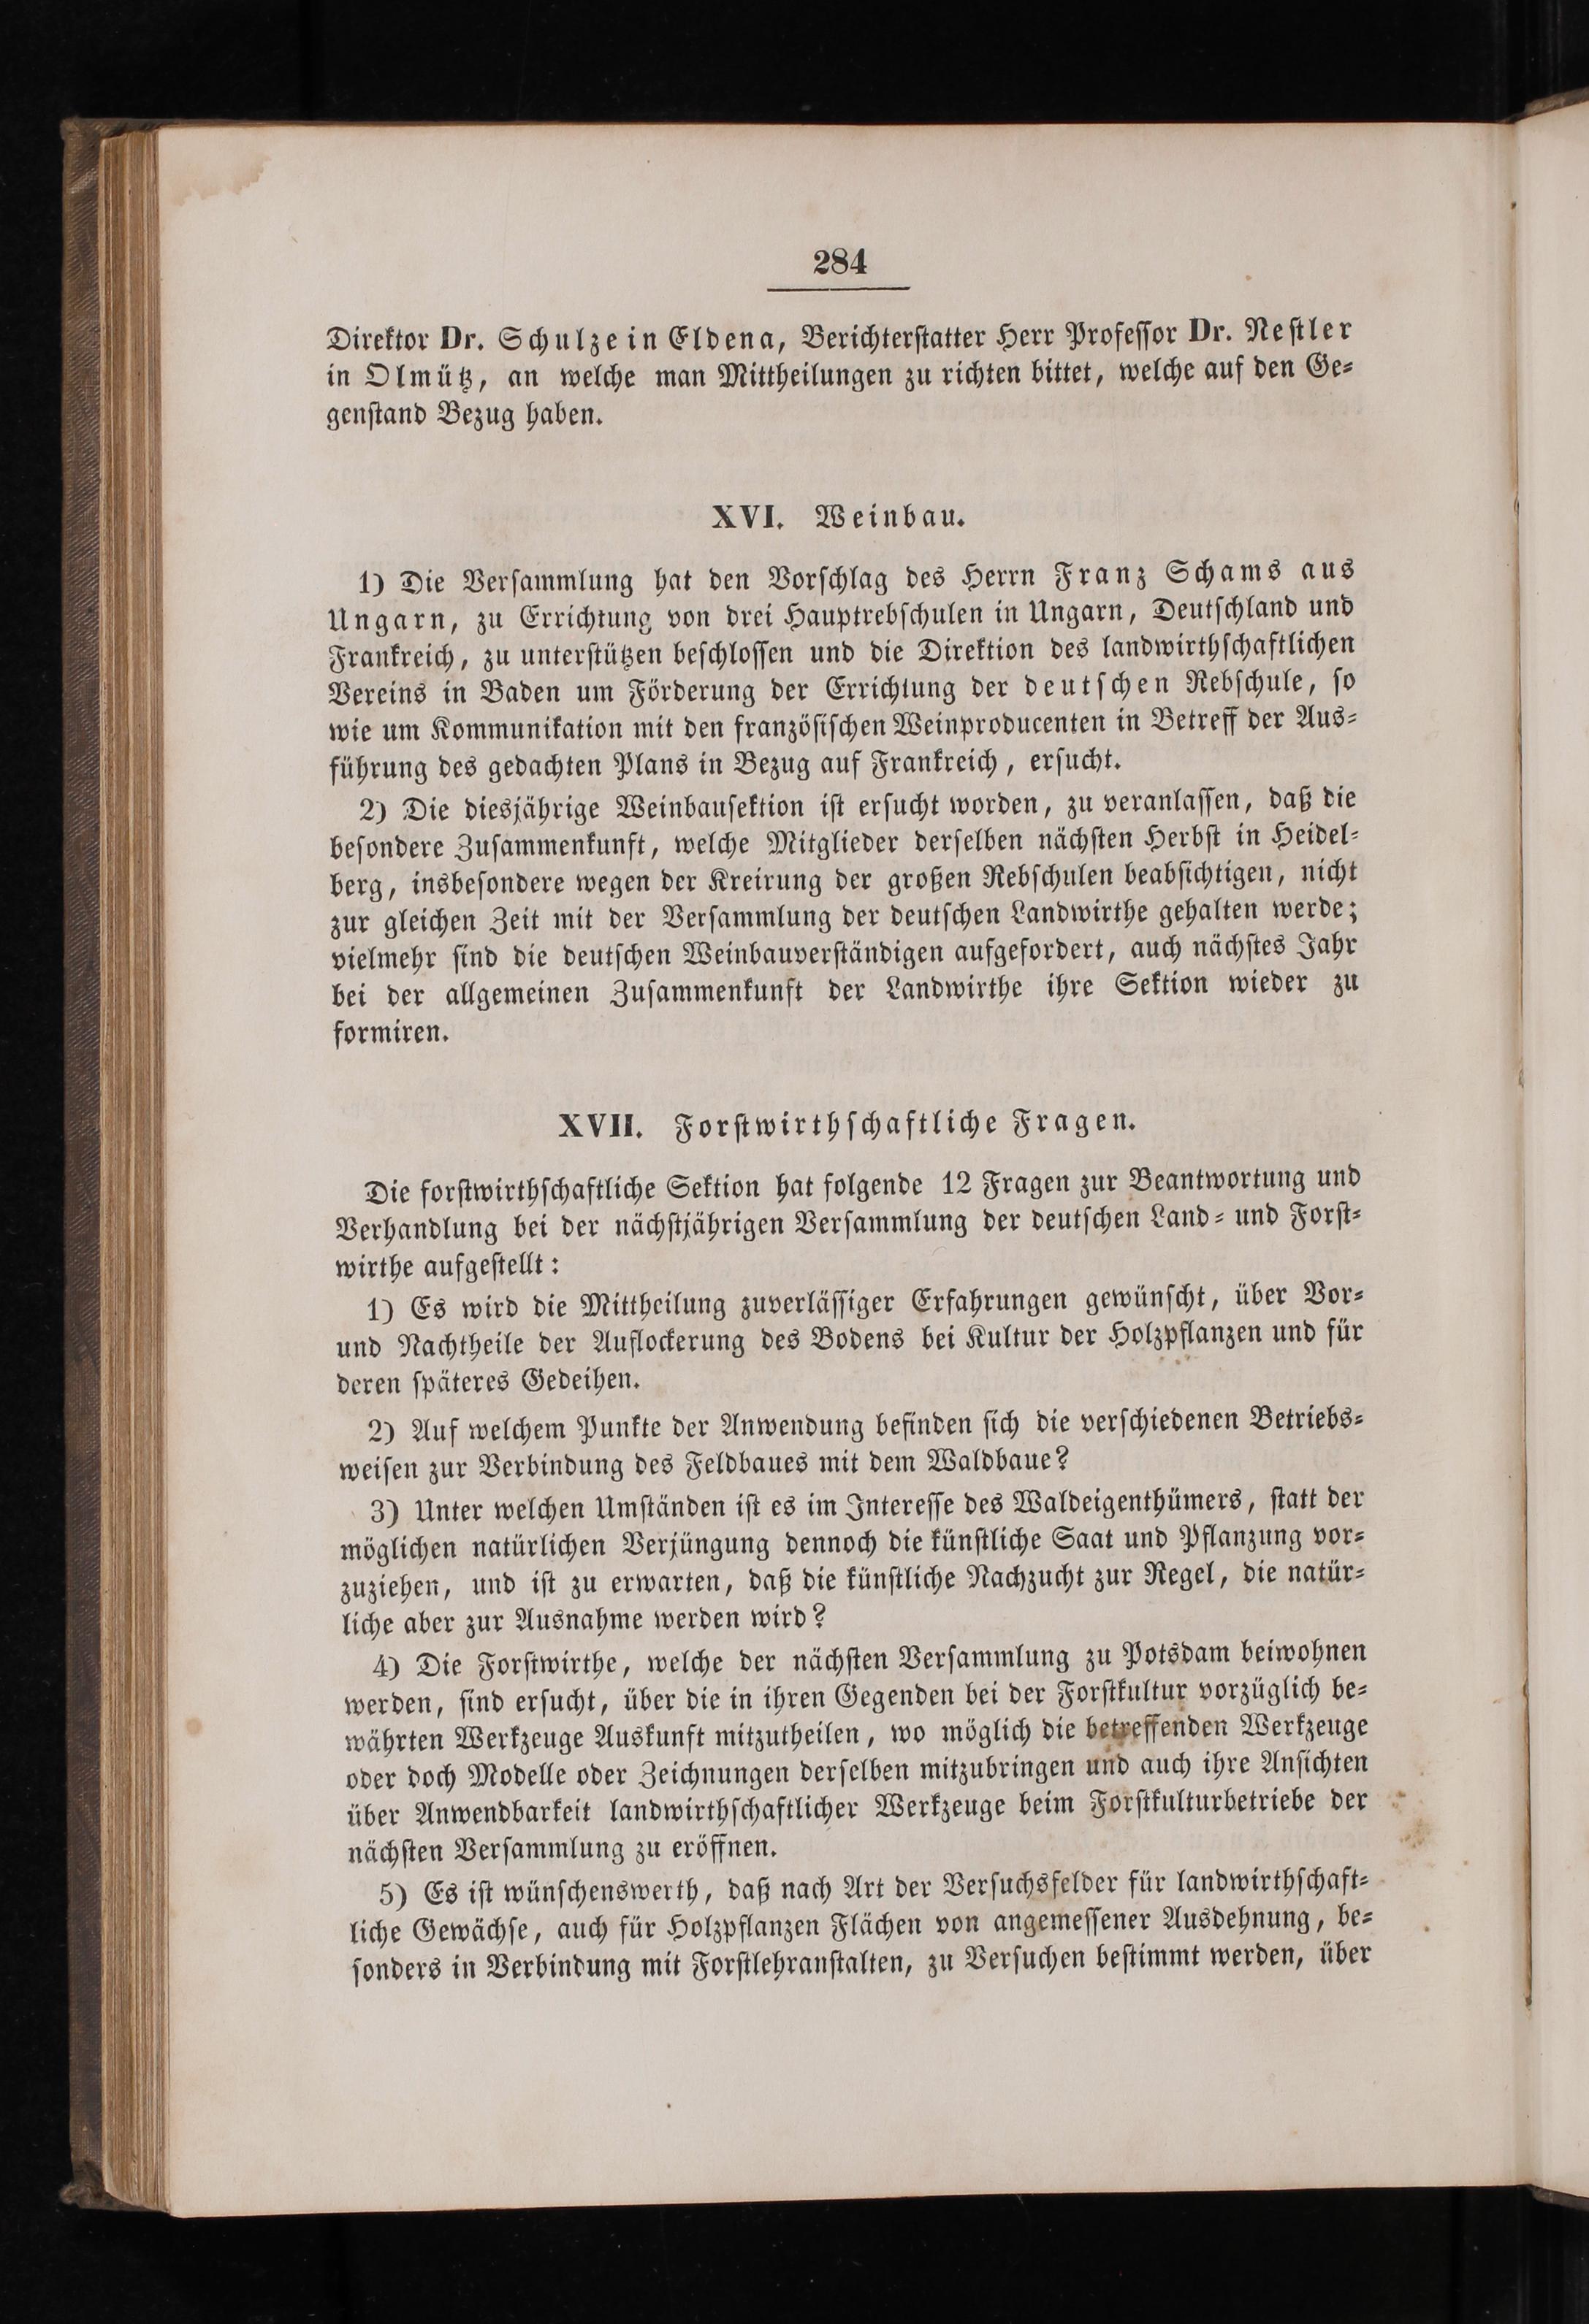 284
Direktor Dr. Schulze in Eldena, Berichterstatter Herr Professor Dr. Nestler
in Olmütz, an welche man Mittheilungen zu richten bittet, welche auf den Ge-
genstand Bezug haben.
XVI. Weinbau.
1) Die Versammlung hat den Vorschlag des Herrn Franz Schams aus
Ungarn, zu Errichtung von drei Hauptrebschulen in Ungarn, Deutschland und
Frankreich, zu unterstützen beschlossen und die Direktion des landwirthschaftlichen
Vereins in Baden um Förderung der Errichtung der deutschen Rebschule, so
wie um Kommunikation mit den französischen Weinproducenten in Betreff der Aus-
führung des gedachten Plans in Bezug auf Frankreich, ersucht.
2) Die diesjährige Weinbausektion ist ersucht worden, zu veranlassen, daß die
besondere Zusammenkunft, welche Mitglieder derselben nächsten Herbst in Heidel-
berg, insbesondere wegen der Kreirung der großen Rebschulen beabsichtigen, nicht
zur gleichen Zeit mit der Versammlung der deutschen Landwirthe gehalten werde;
vielmehr sind die deutschen Weinbauverständigen aufgefordert, auch nächstes Jahr
bei der allgemeinen Zusammenkunft der Landwirthe ihre Sektion wieder zu
formiren.
XVII. Forstwirthschaftliche Fragen.
Die forstwirthschaftliche Sektion hat folgende 12 Fragen zur Beantwortung und
Verhandlung bei der nächstjährigen Versammlung der deutschen Land- und Forst-
wirthe aufgestellt:
1) Es wird die Mittheilung zuverlässiger Erfahrungen gewünscht, über Vor-
und Nachtheile der Auflockerung des Bodens bei Kultur der Holzpflanzen und für
deren späteres Gedeihen.
2) Auf welchem Punkte der Anwendung befinden sich die verschiedenen Betriebs-
weisen zur Verbindung des Feldbaues mit dem Waldbaue?
3) Unter welchen Umständen ist es im Interesse des Waldeigenthümers, statt der
möglichen natürlichen Verjüngung dennoch die künstliche Saat und Pflanzung vor-
zuziehen, und ist zu erwarten, daß die künstliche Nachzucht zur Regel, die natür-
liche aber zur Ausnahme werden wird?
4) Die Forstwirthe, welche der nächsten Versammlung zu Potsdam beiwohnen
werden, sind ersucht, über die in ihren Gegenden bei der Forstkultur vorzüglich be-
währten Werkzeuge Auskunft mitzutheilen, wo möglich die betreffenden Werkzeuge
oder doch Modelle oder Zeichnungen derselben mitzubringen und auch ihre Ansichten
über Anwendbarkeit landwirthschaftlicher Werkzeuge beim Forstkulturbetriebe der
nächsten Versammlung zu eröffnen.
5) Es ist wünschenswerth, daß nach Art der Versuchsfelder für landwirthschaft-
liche Gewächse, auch für Holzpflanzen Flächen von angemessener Ausdehnung, be-
sonders in Verbindung mit Forstlehranstalten, zu Versuchen bestimmt werden, über